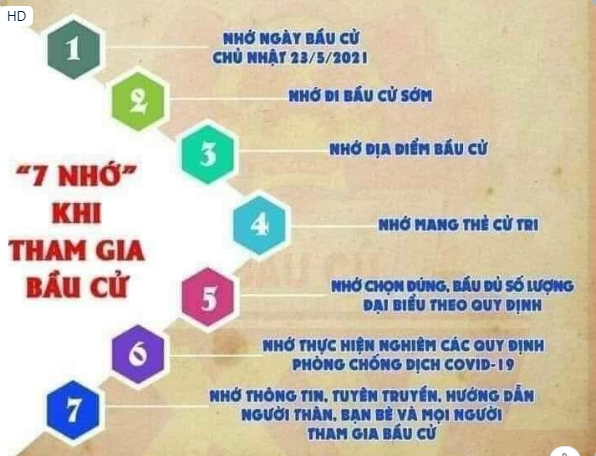 HD
"7 NHỚ"
KHI
THAM GIA
BẦU CỬ
1
NHỚ NGÀY BẦU CỬ
CHỦ NHẬT 23/5/2021
2
NHỚ ĐI BẦU CỬ SỚM
3
NHỚ ĐỊA ĐIỂM BẦU CỬ
4
NHỚ MANG THẺ CỬ TRI
5
NHỚ CHỌN ĐÚNG, BẦU ĐỦ SỐ LƯỢNG
ĐẠI BIỂU THEO QUY ĐỊNH
6
NHỚ THỰC HIỆN NGHIÊM CÁC QUY ĐỊNH
PHÒNG CHỐNG DỊCH COVID-19
7
NHỚ THÔNG TIN, TUYÊN TRUYỀN, HƯỚNG DẪN
NGƯỜI THÂN, BẠN BÈ VÀ MỌI NGƯỜI
THAM GIA BẦU CỬ